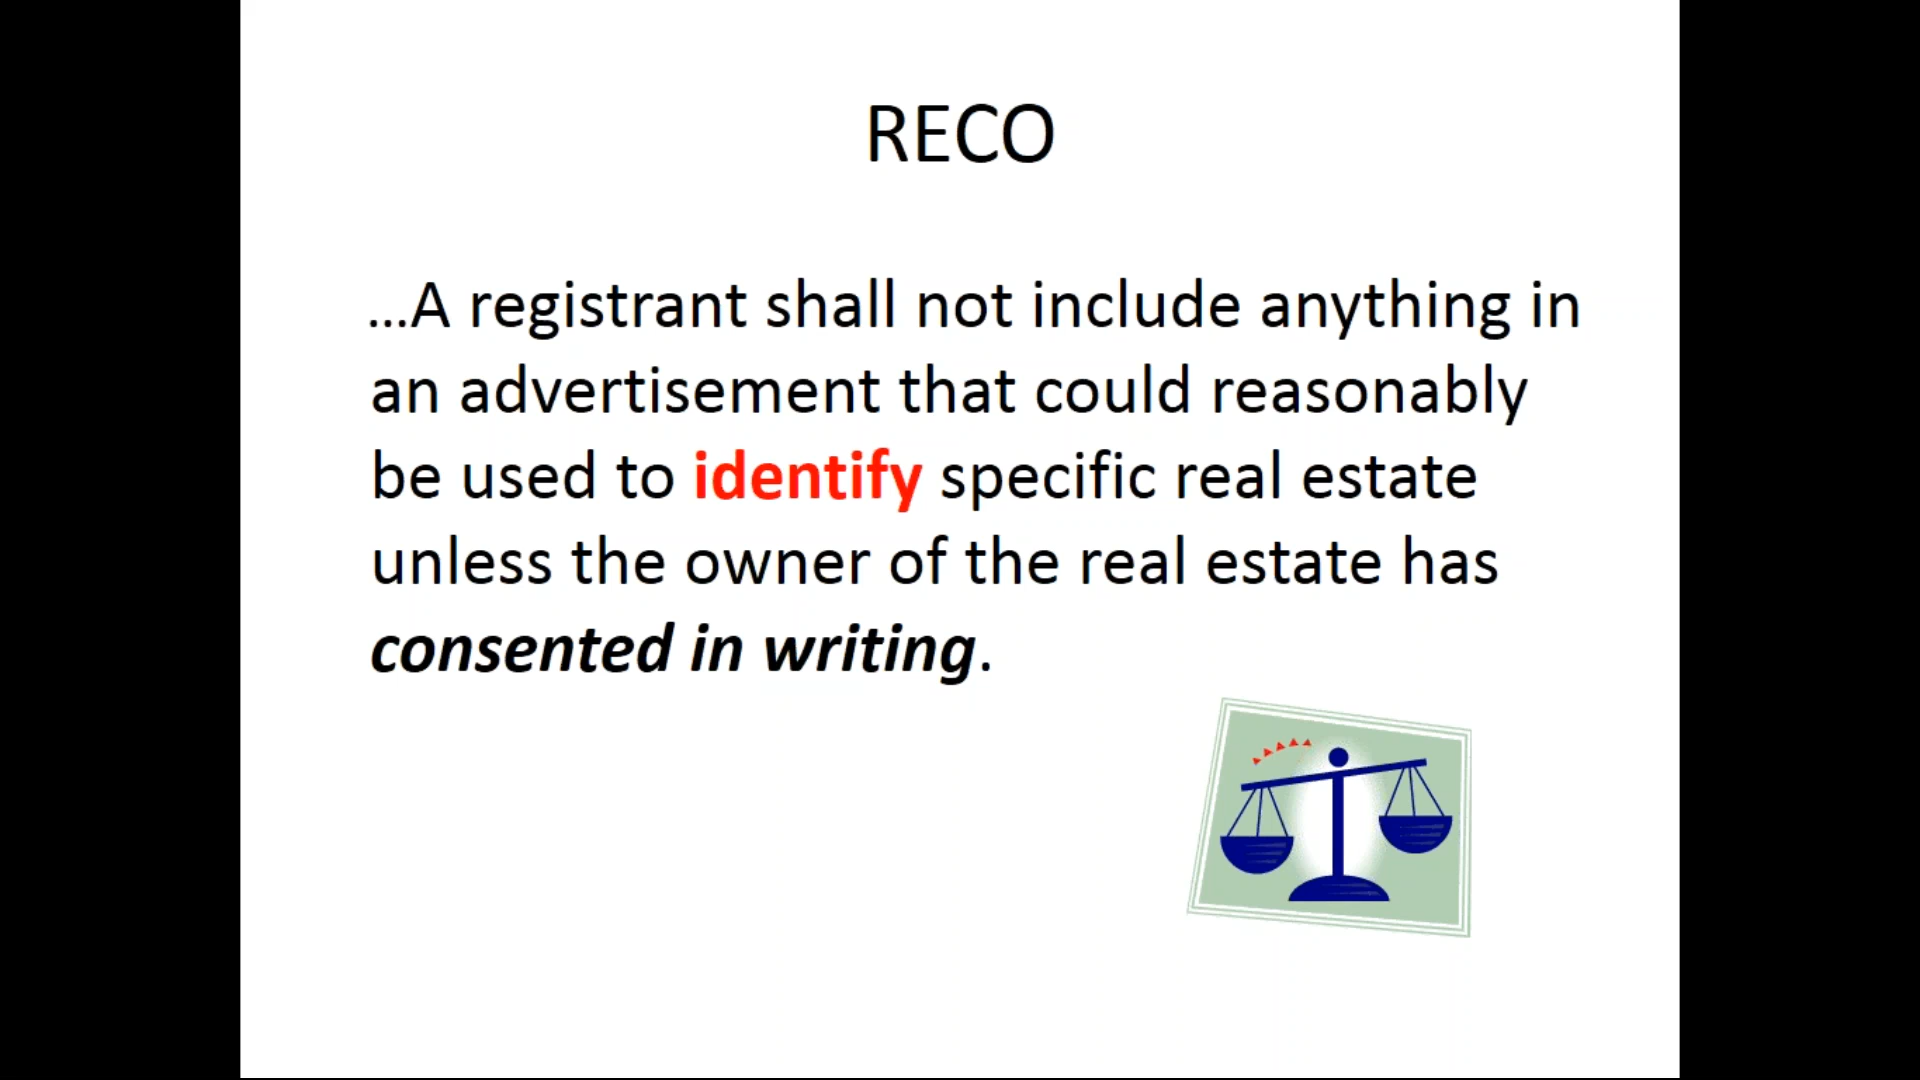 RECO
...A registrant shall not include anything in
an advertisement that could reasonably
be used to identify specific real estate
unless the owner of the real estate has
consented in writing.